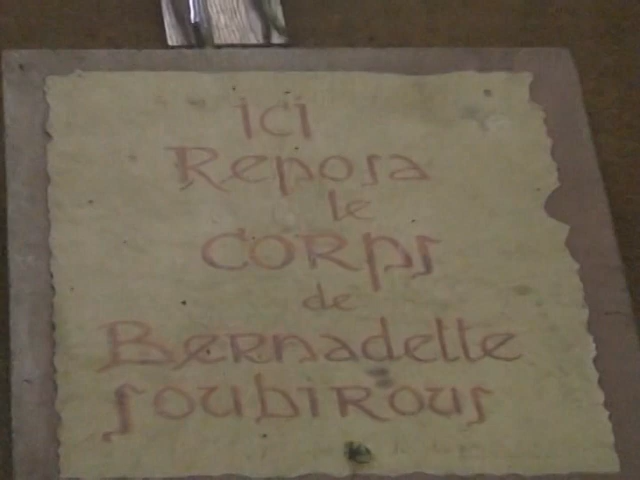 ICI
Reposa
le
CORps
de
BeRnadette
soubiRous